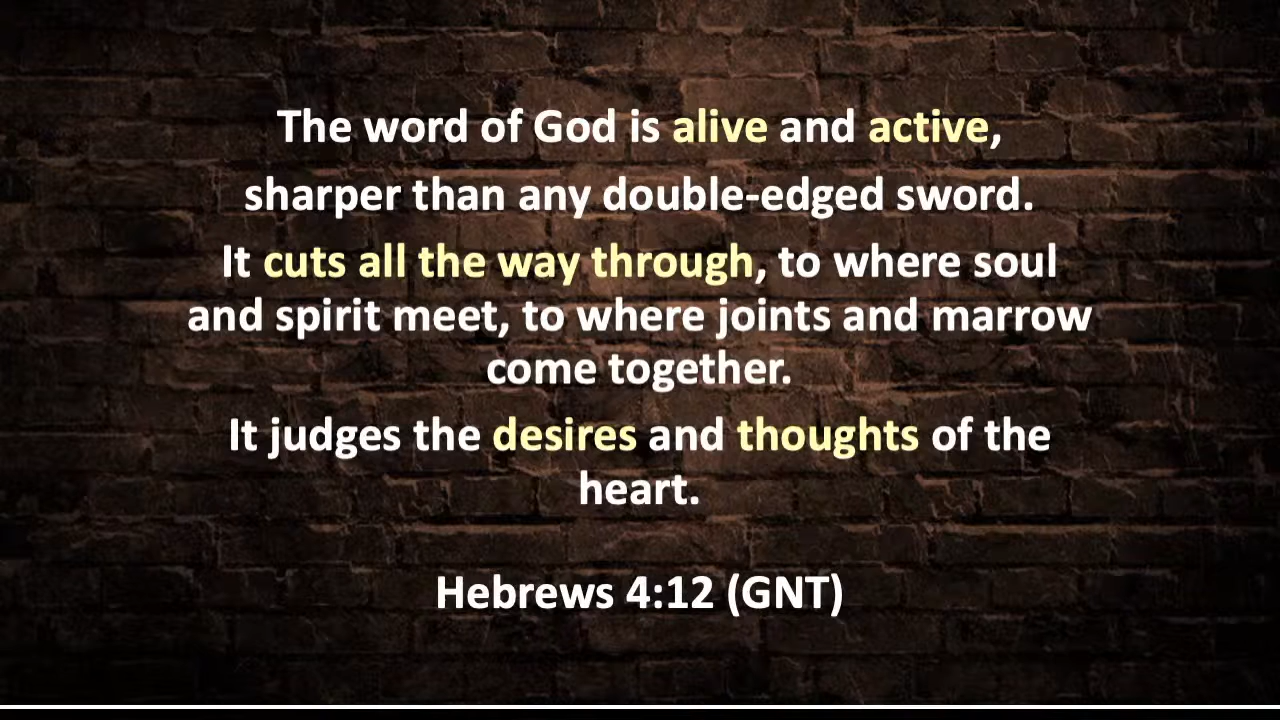 The word of God is alive and active,
sharper than any double-edged sword.
It cuts all the way through, to where soul
and spirit meet, to where joints and marrow
come together.
It judges the desires and thoughts of the
heart.
Hebrews 4:12 (GNT)